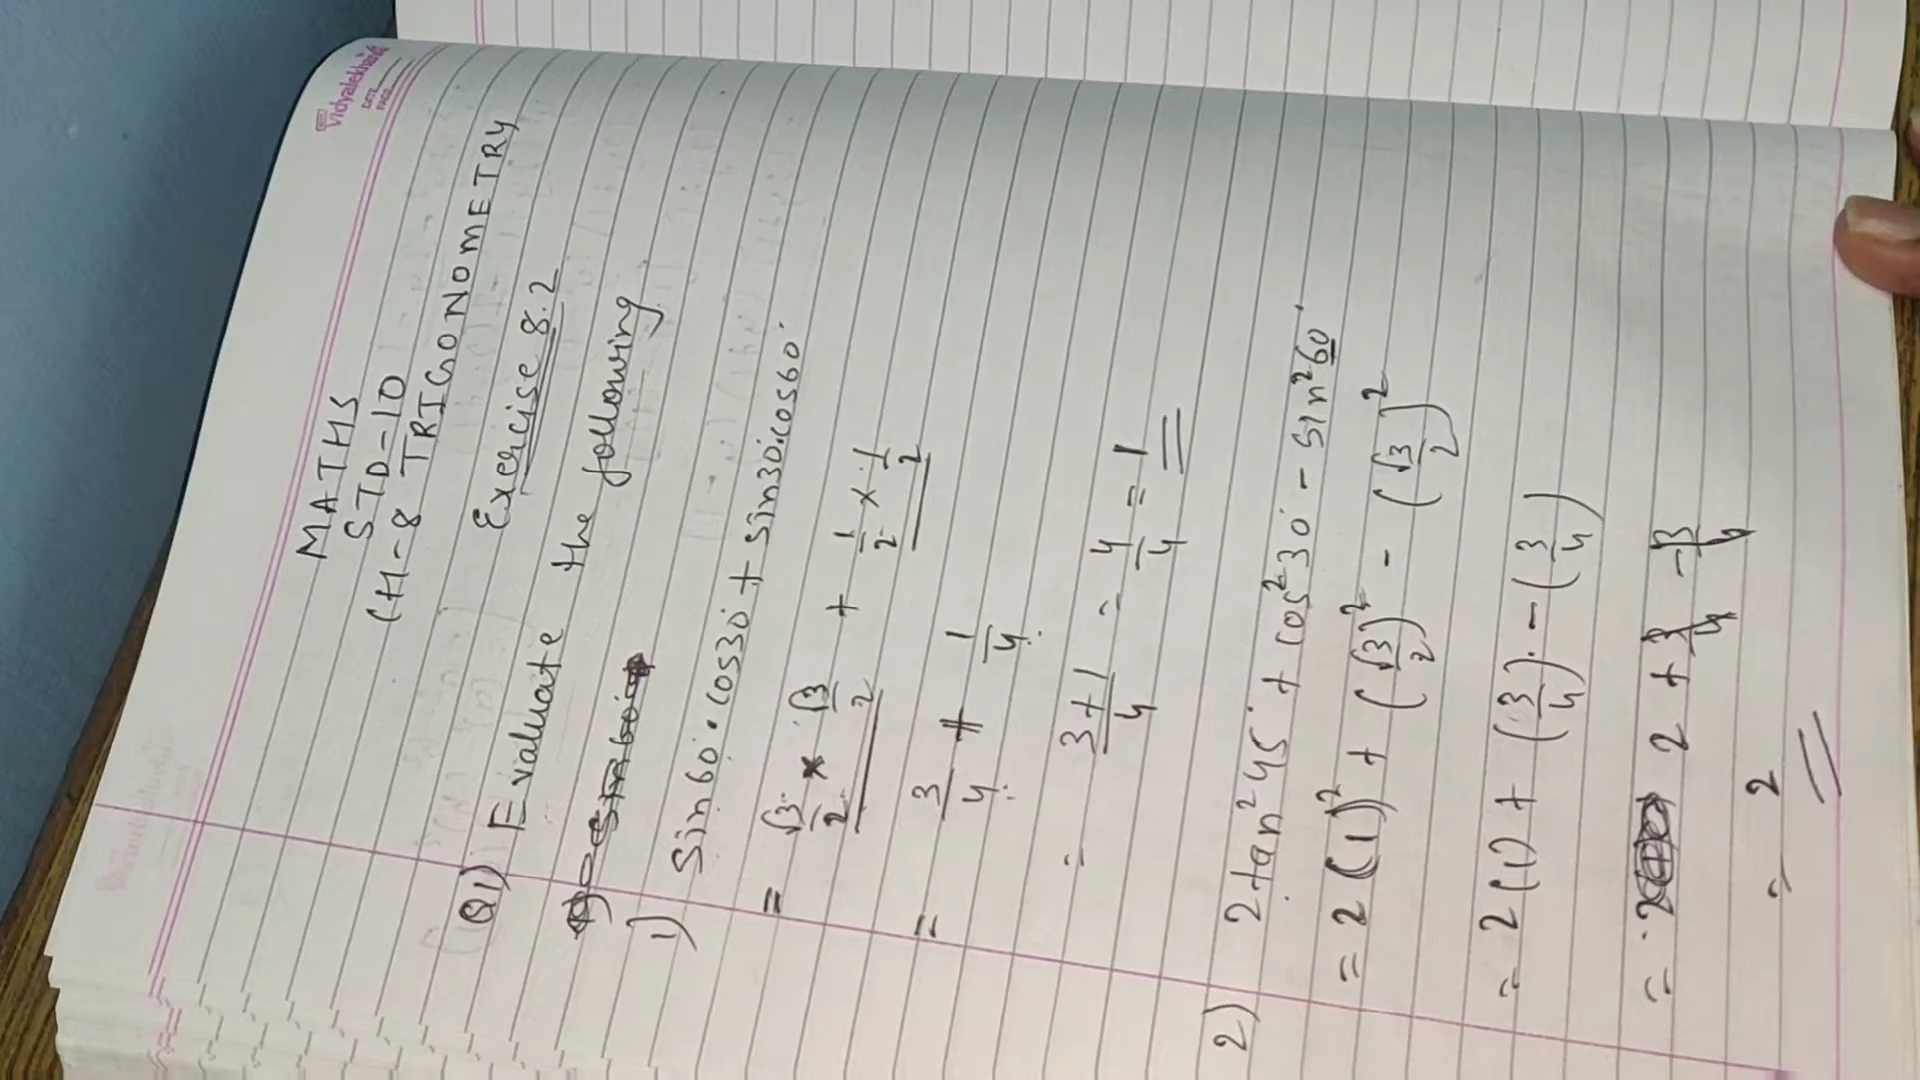 Vidyalekhani
DATE
PAGE
MATHS
STD-10
CH-8 TRIGONOMETRY
Exercise 8.2
Q1) Evaluate the following
1) Sin60°·cos30° + sin30°·cos60°
= √3/2 × √3/2 + 1/2 × 1/2
= 3/4 + 1/4
= 3+1/4 = 4/4 = 1
2) 2tan²45° + cos²30° - sin²60°
= 2(1)² + (√3/2)² - (√3/2)²
= 2(1) + (3/4) - (3/4)
= 2 + 3/4 - 3/4
= 2